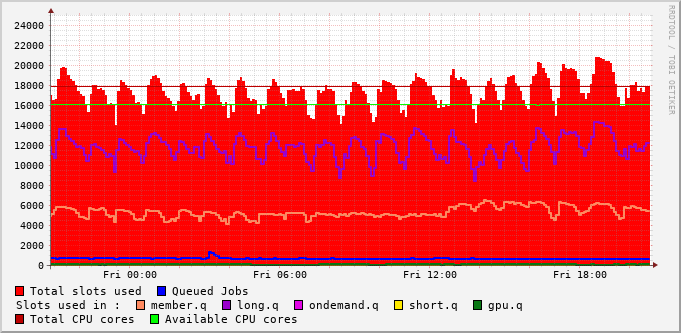 24000
22000
20000
18000
16000
14000
12000
10000
8000
6000
4000
2000
0
Fri 00:00 Fri 06:00 Fri 12:00 Fri 18:00
RRDTOOL / TOBI OETIKER
Total slots used Queued Jobs
Slots used in : member.q long.q ondemand.q short.q gpu.q
Total CPU cores Available CPU cores